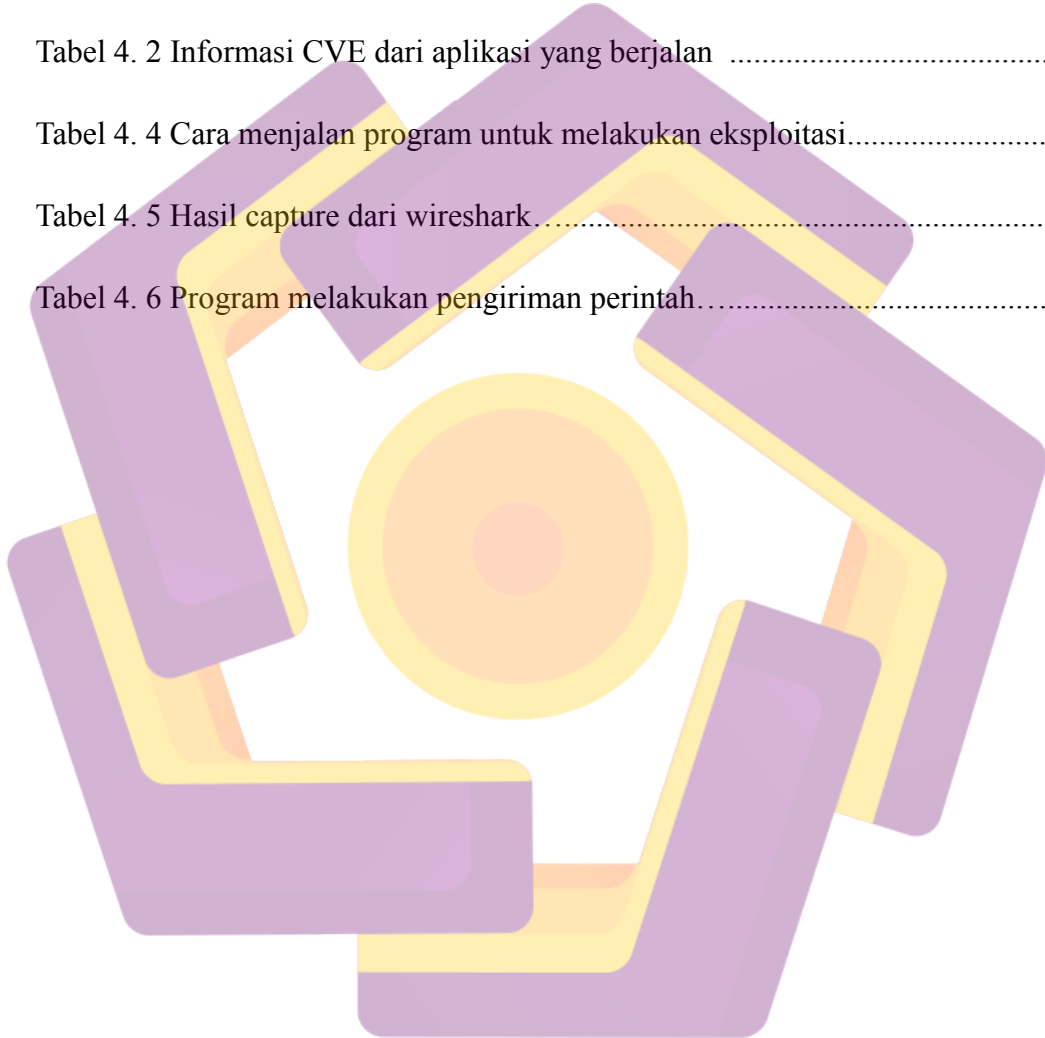 Tabel 4. 2 Informasi CVE dari aplikasi yang berjalan ......................................
Tabel 4. 4 Cara menjalan program untuk melakukan eksploitasi........................
Tabel 4. 5 Hasil capture dari wireshark..............................................................
Tabel 4. 6 Program melakukan pengiriman perintah..........................................